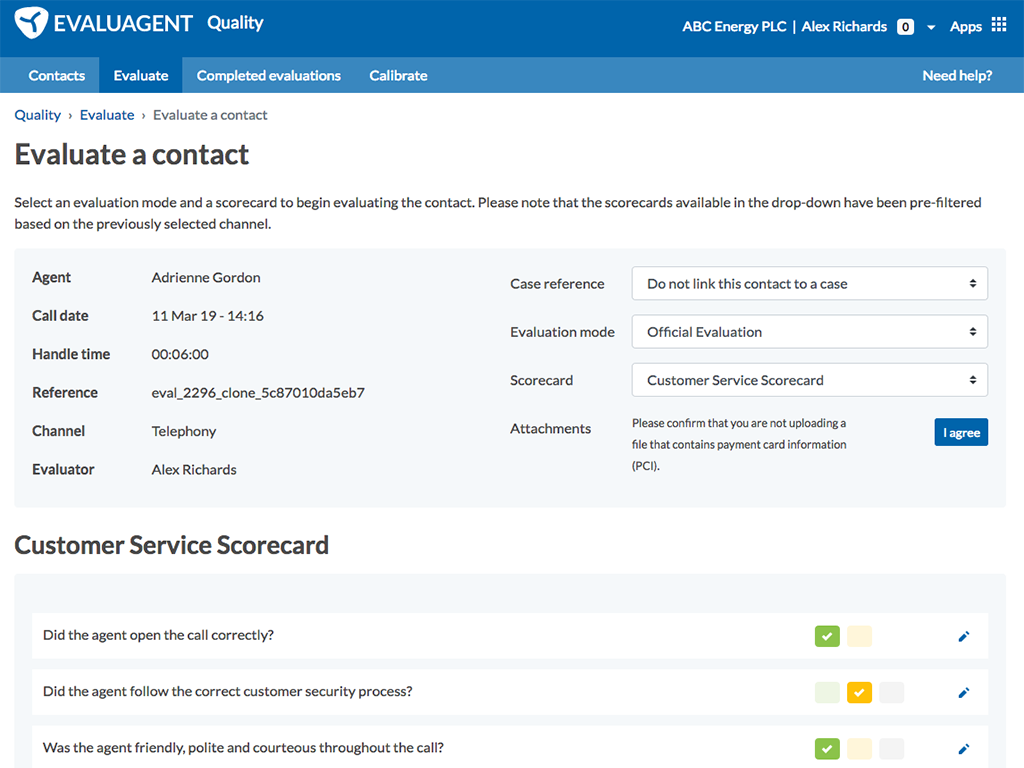 EVALUAGENT Quality
ABC Energy PLC | Alex Richards 0 Apps
Contacts Evaluate Completed evaluations Calibrate Need help?
Quality › Evaluate › Evaluate a contact
Evaluate a contact
Select an evaluation mode and a scorecard to begin evaluating the contact. Please note that the scorecards available in the drop-down have been pre-filtered
based on the previously selected channel.
Agent Adrienne Gordon
Call date 11 Mar 19 - 14:16
Handle time 00:06:00
Reference eval_2296_clone_5c87010da5eb7
Channel Telephony
Evaluator Alex Richards
Case reference Do not link this contact to a case
Evaluation mode Official Evaluation
Scorecard Customer Service Scorecard
Attachments Please confirm that you are not uploading a
file that contains payment card information
(PCI).
I agree
Customer Service Scorecard
Did the agent open the call correctly?
Did the agent follow the correct customer security process?
Was the agent friendly, polite and courteous throughout the call?